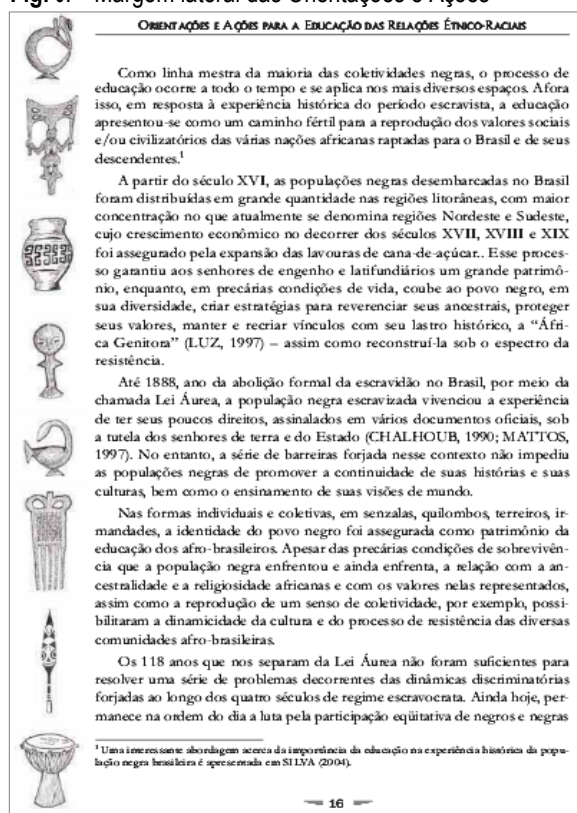 Fig. 9. Margem lateral das Orientações e Ações
ORIENTAÇÕES E AÇÕES PARA A EDUCAÇÃO DAS RELAÇÕES ÉTNICO-RACIAIS
Como linha mestra da maioria das coletividades negras, o processo de
educação ocorre a todo o tempo e se aplica nos mais diversos espaços. Afora
isso, em resposta à experiência histórica do período escravista, a educação
apresentou-se como um caminho fértil para a reprodução dos valores sociais
e/ou civilizatórios das várias nações africanas raptadas para o Brasil e de seus
descendentes.¹
A partir do século XVI, as populações negras desembarcadas no Brasil
foram distribuídas em grande quantidade nas regiões litorâneas, com maior
concentração no que atualmente se denomina regiões Nordeste e Sudeste,
cujo crescimento econômico no decorrer dos séculos XVII, XVIII e XIX
foi assegurado pela expansão das lavouras de cana-de-açúcar.. Esse proces-
so garantiu aos senhores de engenho e latifundiários um grande patrimô-
nio, enquanto, em precárias condições de vida, coube ao povo negro, em
sua diversidade, criar estratégias para reverenciar seus ancestrais, proteger
seus valores, manter e recriar vínculos com seu lastro histórico, a “Áfri-
ca Genitora” (LUZ, 1997) – assim como reconstruí-la sob o espectro da
resistência.
Até 1888, ano da abolição formal da escravidão no Brasil, por meio da
chamada Lei Áurea, a população negra escravizada vivenciou a experiência
de ter seus poucos direitos, assinalados em vários documentos oficiais, sob
a tutela dos senhores de terra e do Estado (CHALHOUB, 1990; MATTOS,
1997). No entanto, a série de barreiras forjada nesse contexto não impediu
as populações negras de promover a continuidade de suas histórias e suas
culturas, bem como o ensinamento de suas visões de mundo.
Nas formas individuais e coletivas, em senzalas, quilombos, terreiros, ir-
mandades, a identidade do povo negro foi assegurada como patrimônio da
educação dos afro-brasileiros. Apesar das precárias condições de sobrevivên-
cia que a população negra enfrentou e ainda enfrenta, a relação com a an-
cestralidade e a religiosidade africanas e com os valores nelas representados,
assim como a reprodução de um senso de coletividade, por exemplo, possi-
bilitaram a dinamicidade da cultura e do processo de resistência das diversas
comunidades afro-brasileiras.
Os 118 anos que nos separam da Lei Áurea não foram suficientes para
resolver uma série de problemas decorrentes das dinâmicas discriminatórias
forjadas ao longo dos quatro séculos de regime escravocrata. Ainda hoje, per-
manece na ordem do dia a luta pela participação eqüitativa de negros e negras
¹ Uma interessante abordagem acerca da importância da educação na experiência histórica da popu-
lação negra brasileira é apresentada em SILVA (2004).
16